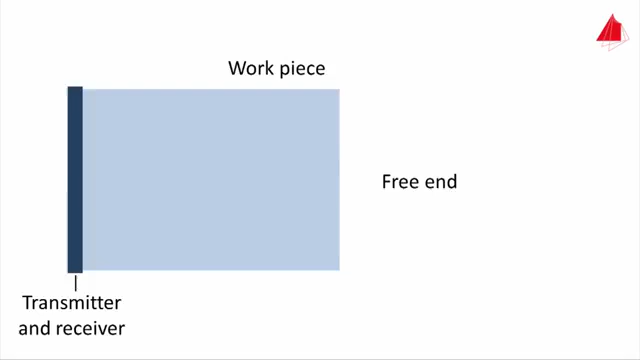 Work piece
Free end
Transmitter
and receiver